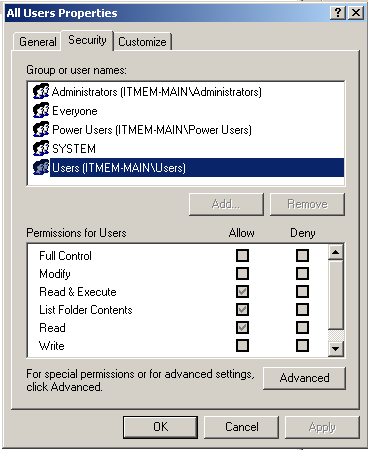 All Users Properties
General Security Customize
Group or user names:
Administrators (ITMEM-MAIN\Administrators)
Everyone
Power Users (ITMEM-MAIN\Power Users)
SYSTEM
Users (ITMEM-MAIN\Users)
Add... Remove
Permissions for Users Allow Deny
Full Control
Modify
Read & Execute
List Folder Contents
Read
Write
For special permissions or for advanced settings,
click Advanced.
Advanced
OK Cancel Apply